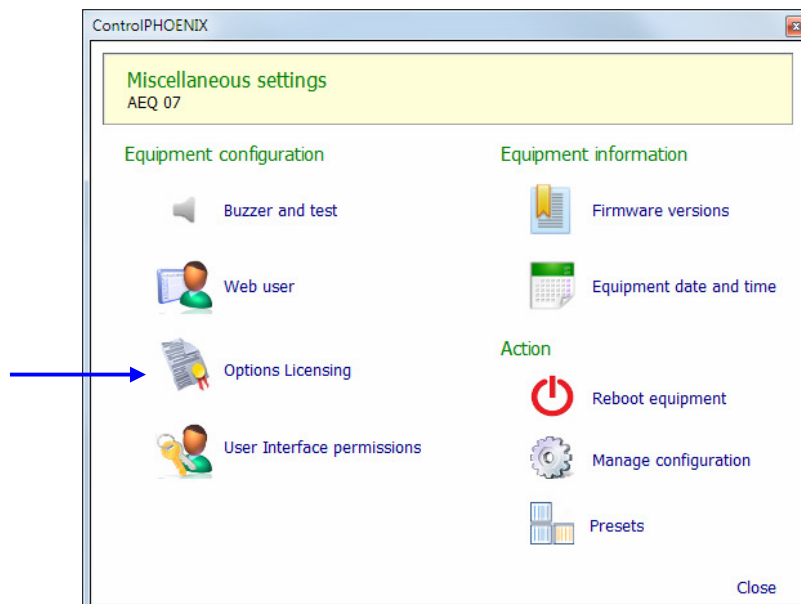 ControlPHOENIX
Miscellaneous settings
AEQ 07
Equipment configuration
Buzzer and test
Web user
Options Licensing
User Interface permissions
Equipment information
Firmware versions
Equipment date and time
Action
Reboot equipment
Manage configuration
Presets
Close